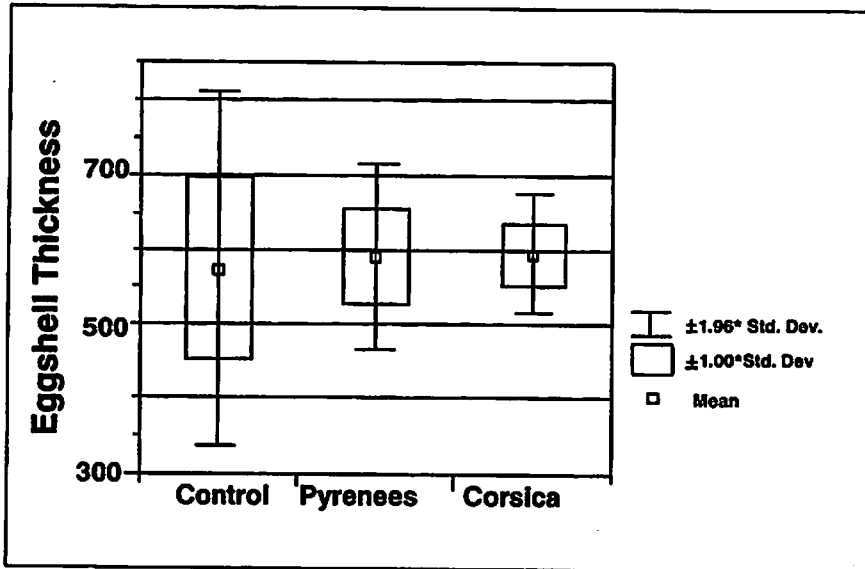 Eggshell Thickness
700
500
300
Control Pyrenees Corsica
±1.96* Std. Dev.
±1.00*Std. Dev
Mean